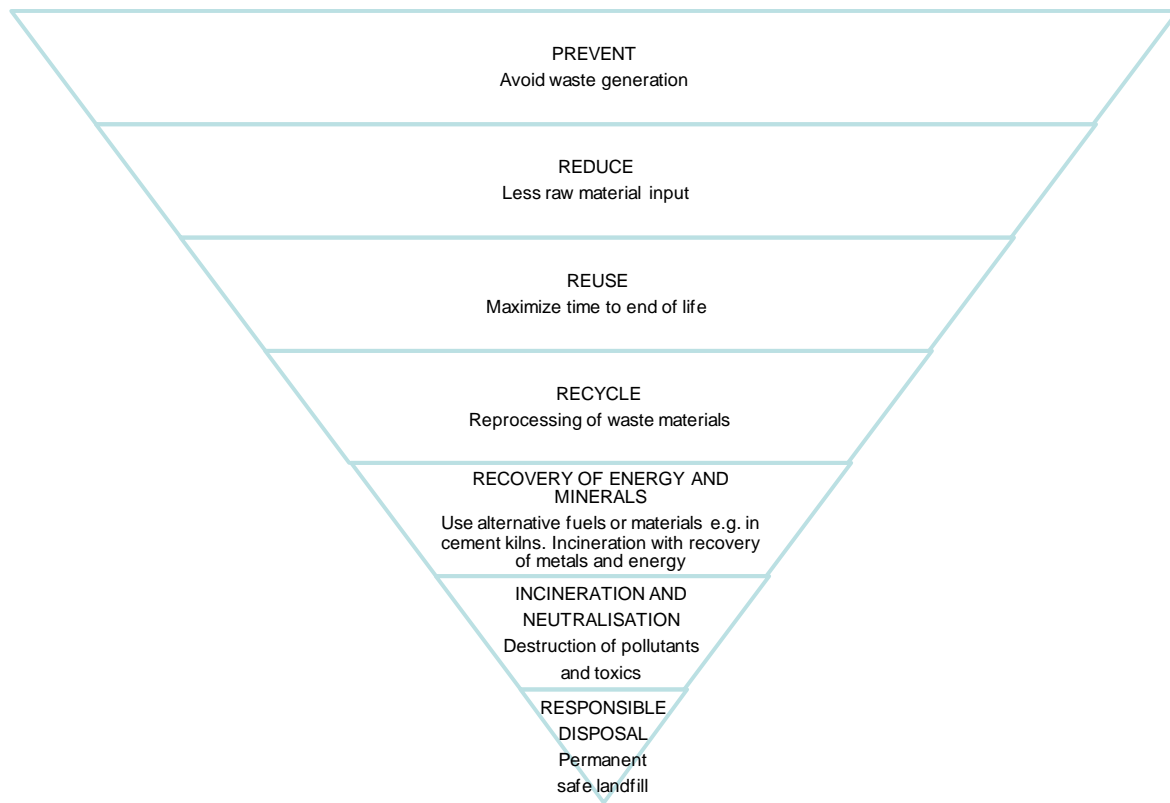 PREVENT
Avoid waste generation
REDUCE
Less raw material input
REUSE
Maximize time to end of life
RECYCLE
Reprocessing of waste materials
RECOVERY OF ENERGY AND
MINERALS
Use alternative fuels or materials e.g. in
cement kilns. Incineration with recovery
of metals and energy
INCINERATION AND
NEUTRALISATION
Destruction of pollutants
and toxics
RESPONSIBLE
DISPOSAL
Permanent
safe landfill